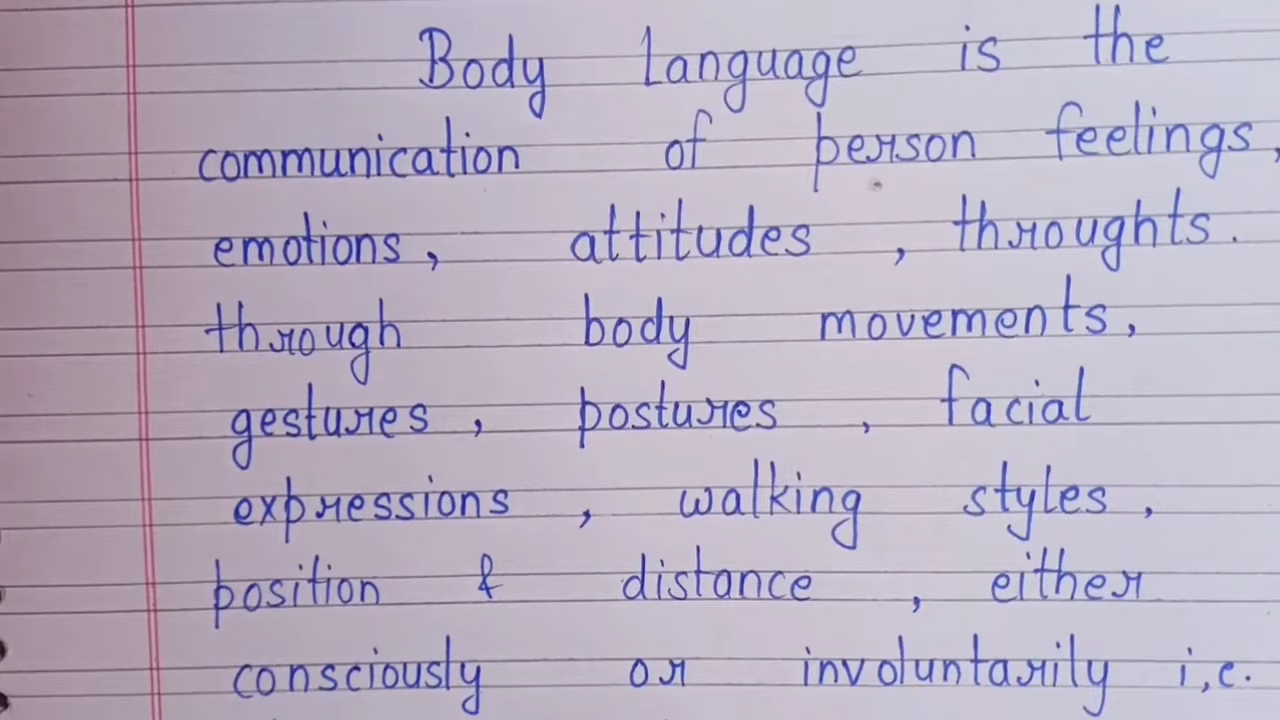 Body language is the
communication of person feelings,
emotions, attitudes, throughts.
through body movements,
gestures, postures, facial
expressions, walking styles,
position & distance, either
consciously or involuntarily i,e.